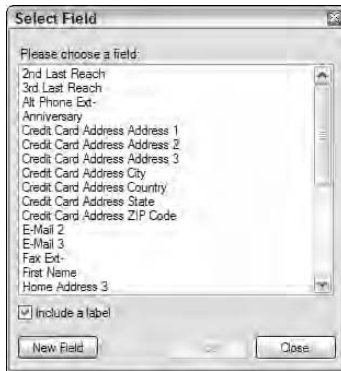 Select Field
Please choose a field:
2nd Last Reach
3rd Last Reach
Alt Phone Ext-
Anniversary
Credit Card Address Address 1
Credit Card Address Address 2
Credit Card Address Address 3
Credit Card Address City
Credit Card Address Country
Credit Card Address State
Credit Card Address ZIP Code
E-Mail 2
E-Mail 3
Fax Ext-
First Name
Home Address 3
Include a label
New Field
Close